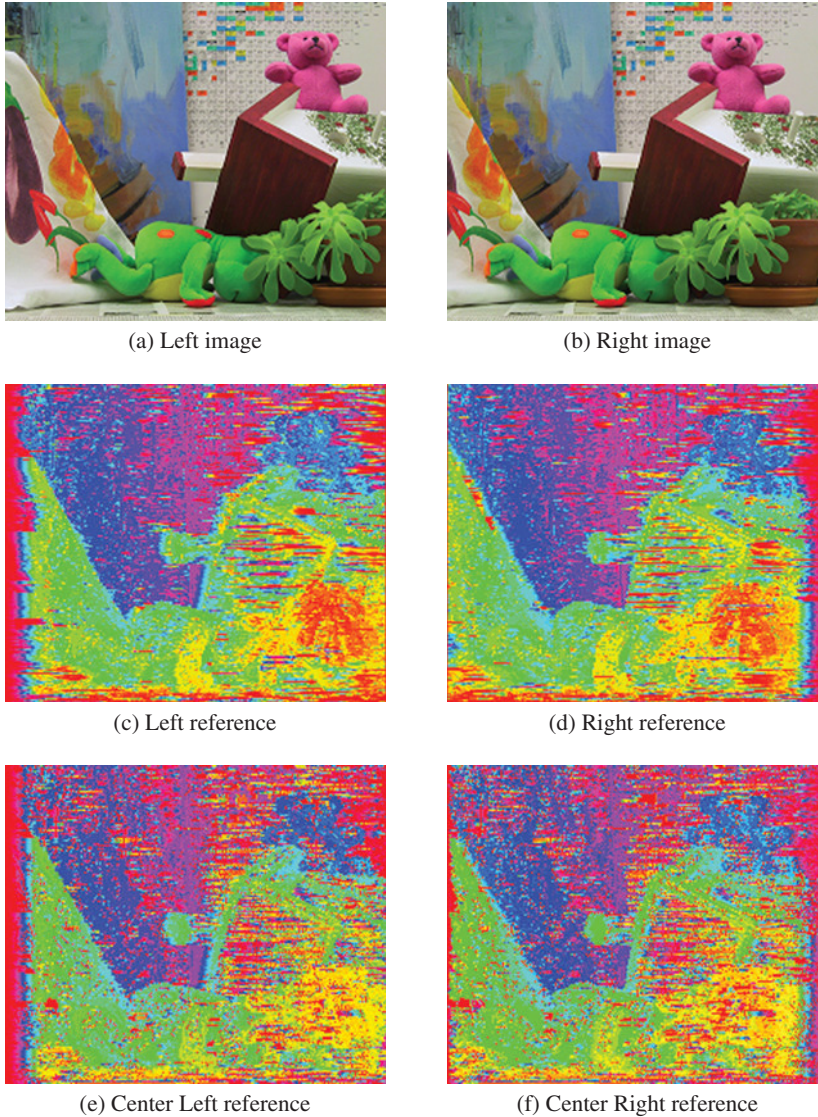 (a) Left image
(b) Right image
(c) Left reference
(d) Right reference
(e) Center Left reference
(f) Center Right reference